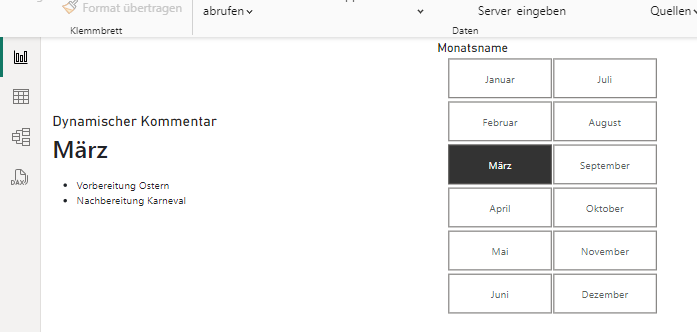 Format übertragen
abrufen
Server eingeben
Quellen
Klemmbrett
Daten
Monatsname
Januar
Juli
Februar
August
März
September
April
Oktober
Mai
November
Juni
Dezember
Dynamischer Kommentar
März
Vorbereitung Ostern
Nachbereitung Karneval
DAX